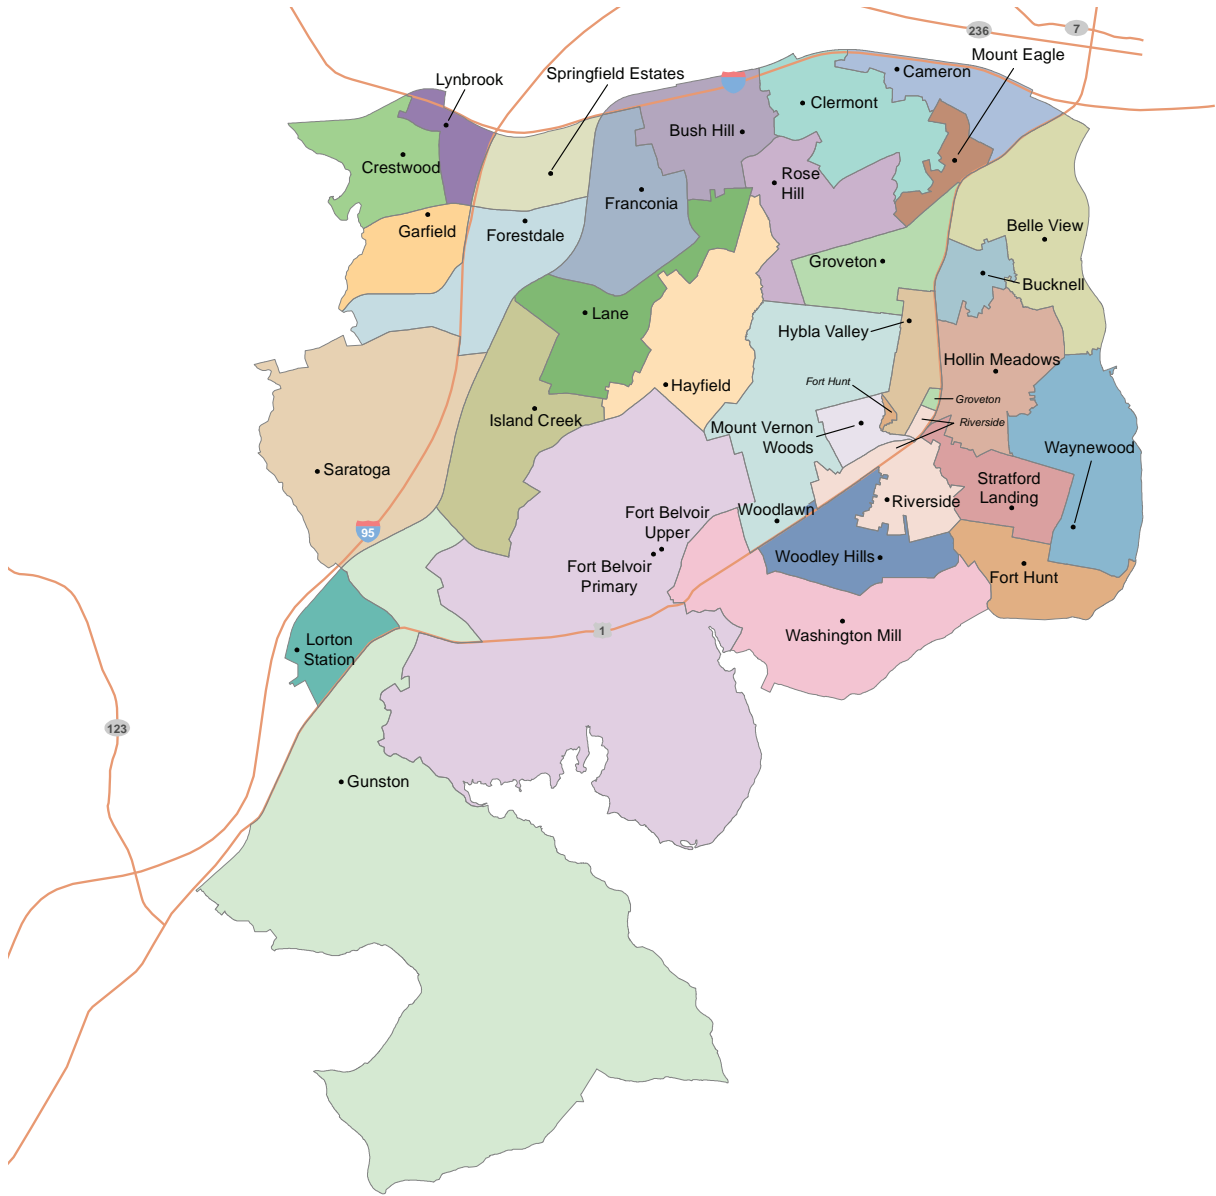 236
7
Mount Eagle
Lynbrook
Springfield Estates
Cameron
Clermont
Bush Hill
Crestwood
Rose
Hill
Franconia
Garfield
Forestdale
Belle View
Groveton
Bucknell
Lane
Hybla Valley
Hollin Meadows
Fort Hunt
Hayfield
Groveton
Island Creek
Riverside
Mount Vernon
Woods
Waynewood
Saratoga
Stratford
Landing
Riverside
Woodlawn
Fort Belvoir
Upper
95
Woodley Hills
Fort Belvoir
Primary
Fort Hunt
1
Washington Mill
Lorton
Station
123
Gunston